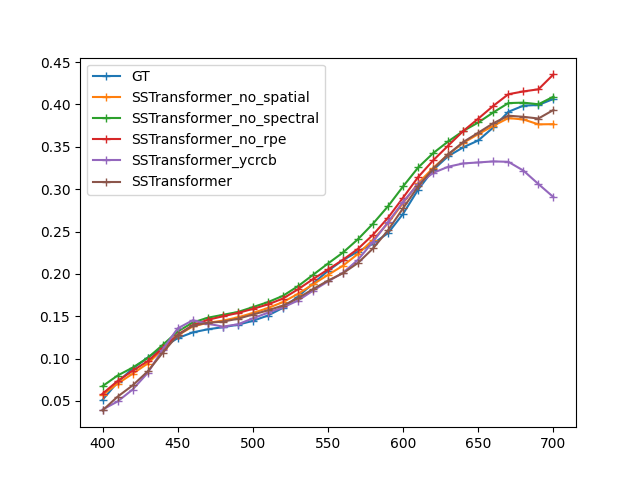 0.45
0.40
0.35
0.30
0.25
0.20
0.15
0.10
0.05
GT
SSTransformer_no_spatial
SSTransformer_no_spectral
SSTransformer_no_rpe
SSTransformer_ycrcb
SSTransformer
400 450 500 550 600 650 700